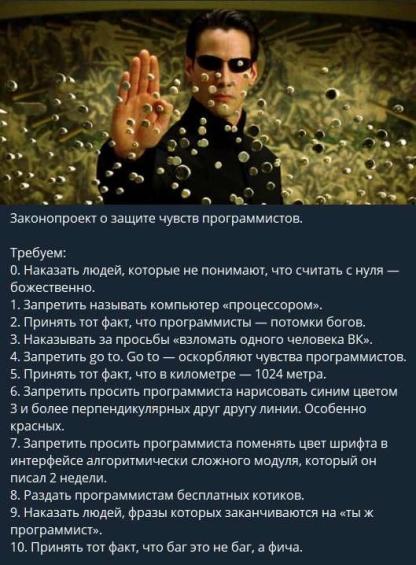 Законопроект о защите чувств программистов.
Требуем:
0. Наказать людей, которые не понимают, что считать с нуля —
божественно.
1. Запретить называть компьютер «процессором».
2. Принять тот факт, что программисты — потомки богов.
3. Наказывать за просьбы «взломать одного человека ВК».
4. Запретить go to. Go to — оскорбляют чувства программистов.
5. Принять тот факт, что в километре — 1024 метра.
6. Запретить просить программиста нарисовать синим цветом
3 и более перпендикулярных друг другу линии. Особенно
красных.
7. Запретить просить программиста поменять цвет шрифта в
интерфейсе алгоритмически сложного модуля, который он
писал 2 недели.
8. Раздать программистам бесплатных котиков.
9. Наказать людей, фразы которых заканчиваются на «ты ж
программист».
10. Принять тот факт, что баг это не баг, а фича.